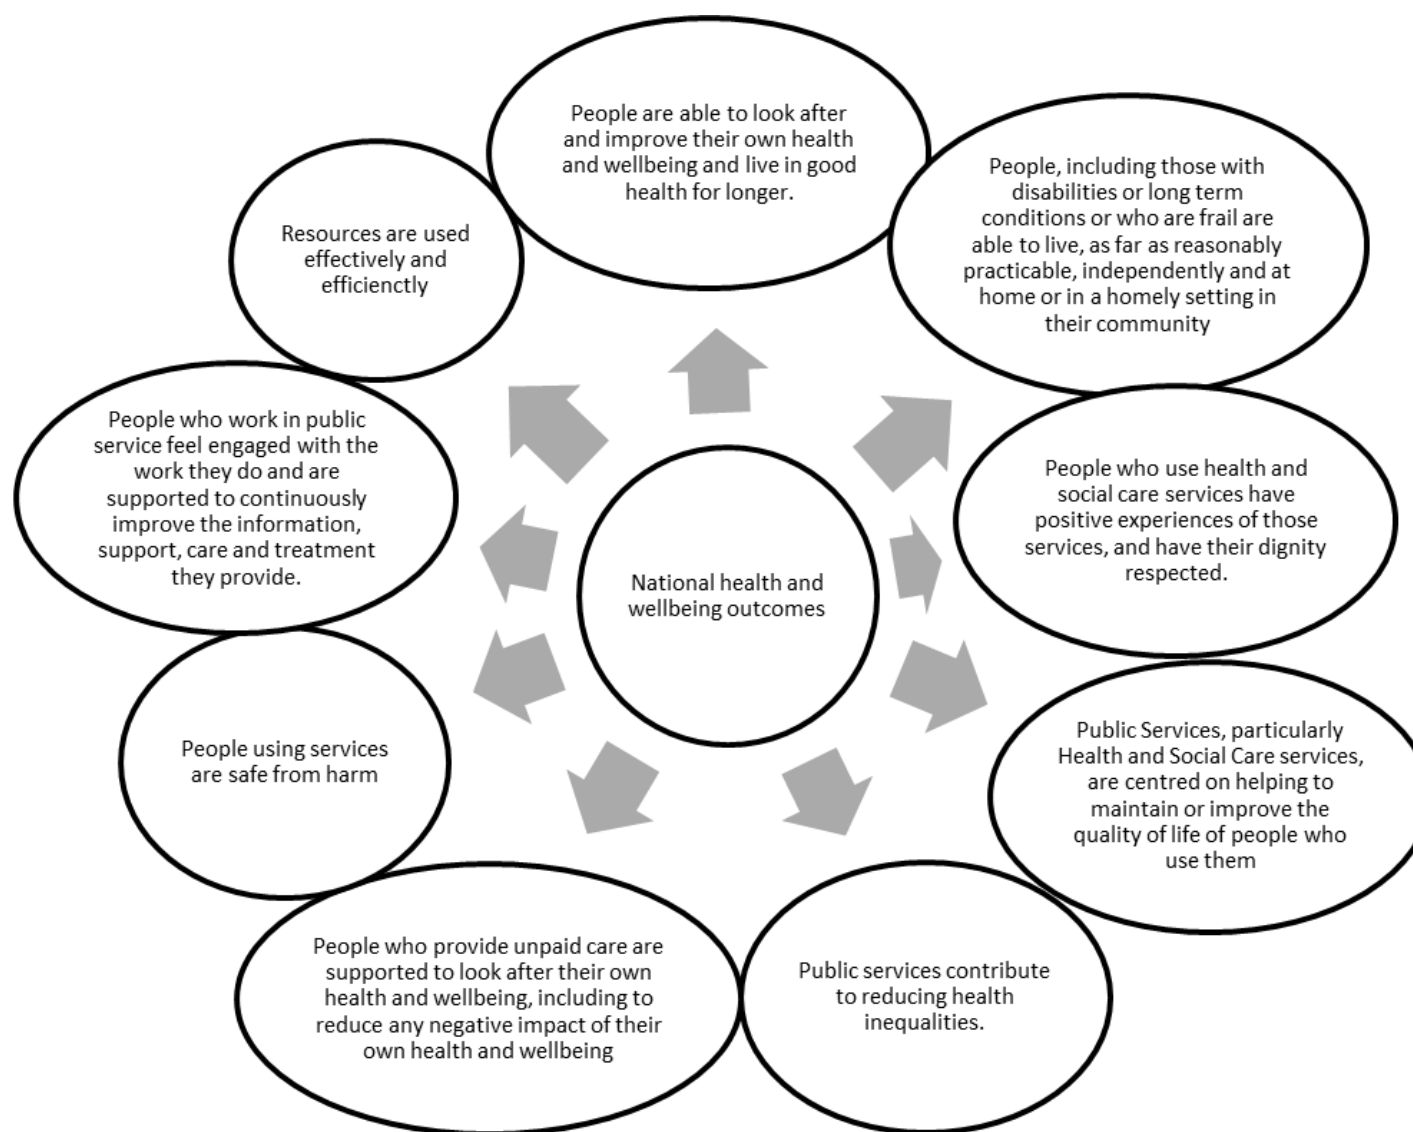 People are able to look after
and improve their own health
and wellbeing and live in good
health for longer.
People, including those with
disabilities or long term
conditions or who are frail are
able to live, as far as reasonably
practicable, independently and at
home or in a homely setting in
their community
People who use health and
social care services have
positive experiences of those
services, and have their dignity
respected.
Public Services, particularly
Health and Social Care services,
are centred on helping to
maintain or improve the
quality of life of people who
use them
Public services contribute
to reducing health
inequalities.
People who provide unpaid care are
supported to look after their own
health and wellbeing, including to
reduce any negative impact of their
own health and wellbeing
People using services
are safe from harm
People who work in public
service feel engaged with the
work they do and are
supported to continuously
improve the information,
support, care and treatment
they provide.
Resources are used
effectively and
efficienctly
National health and
wellbeing outcomes